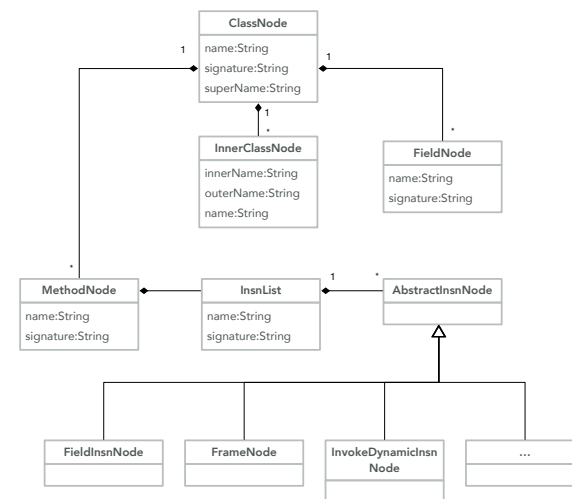 ClassNode
name:String
signature:String
superName:String
1
1
1
*
*
InnerClassNode
innerName:String
outerName:String
name:String
FieldNode
name:String
signature:String
*
1
*
MethodNode
name:String
signature:String
InsnList
name:String
signature:String
AbstractInsnNode
FieldInsnNode
FrameNode
InvokeDynamicInsn
Node
...